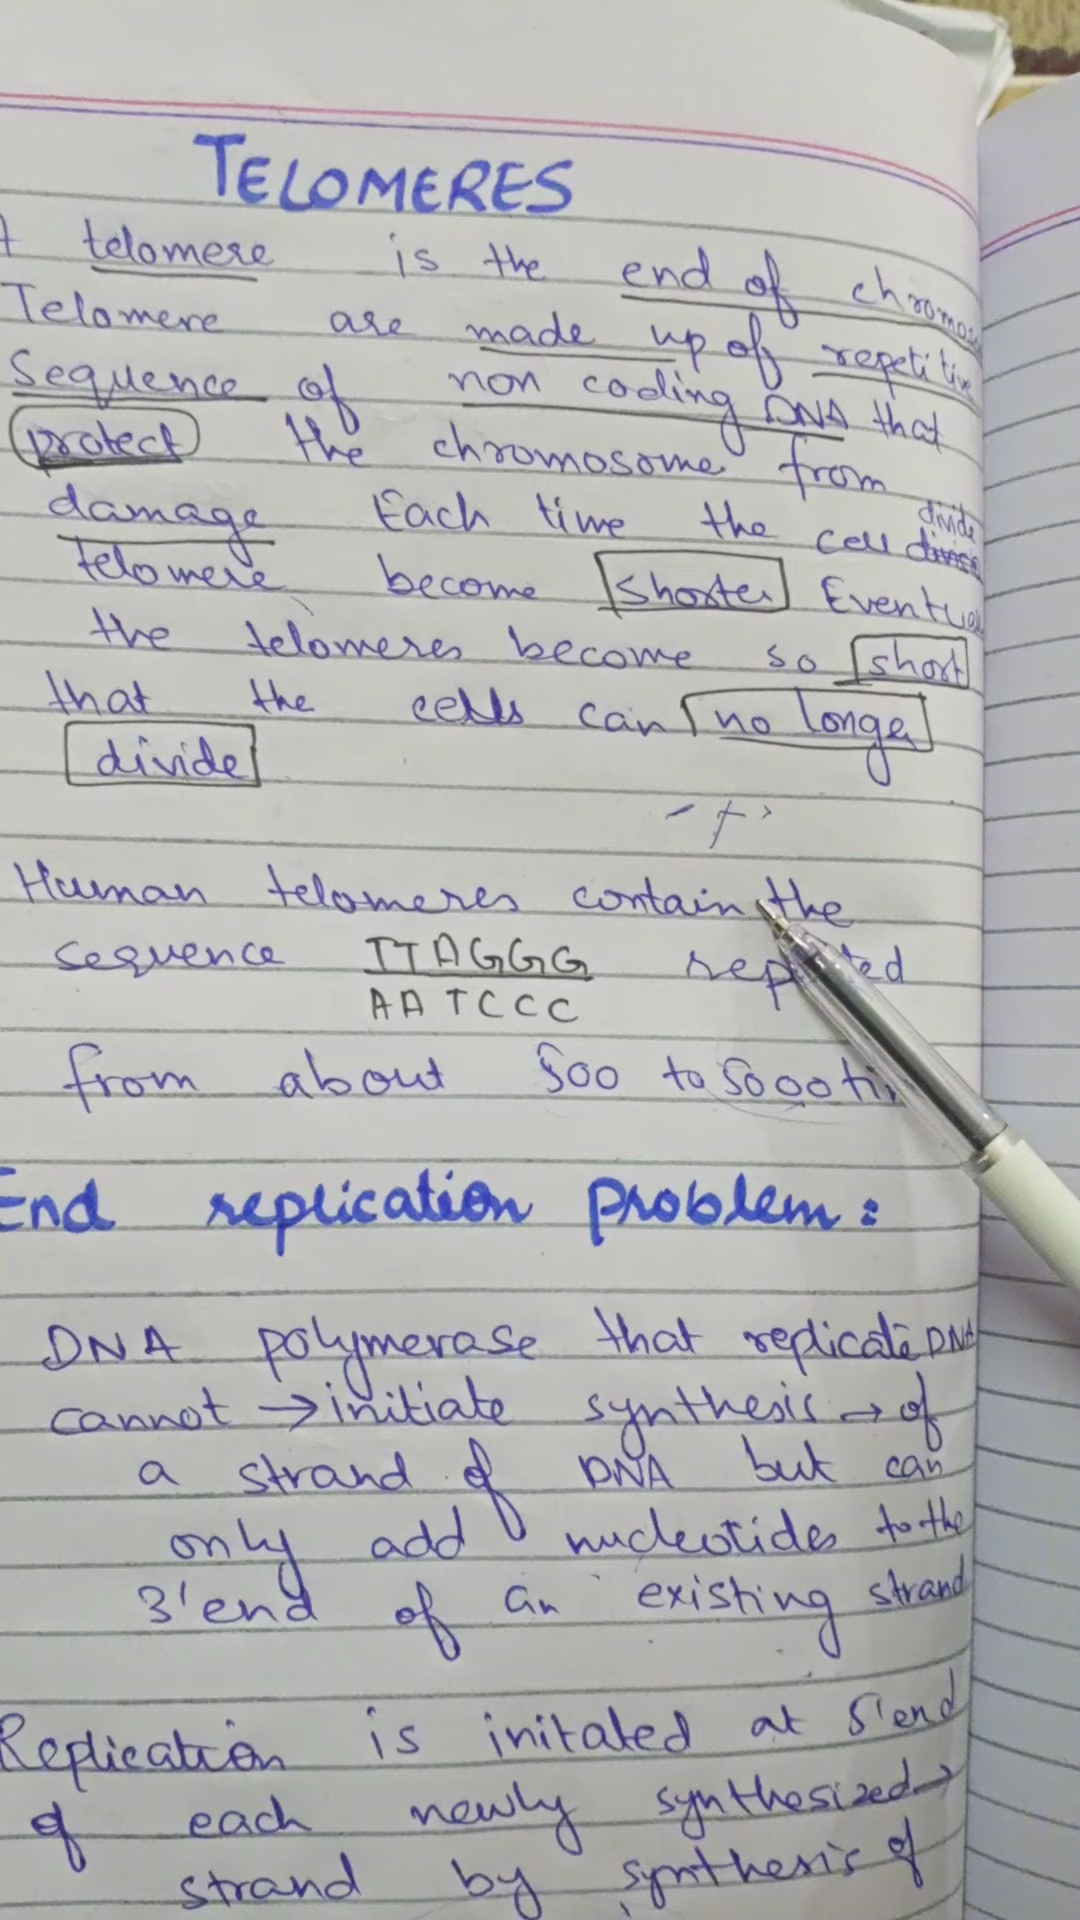 TELOMERES
A telomere is the end of chromoso
Telomere are made up of repetitive
Sequence of non coding DNA that
protect the chromosome from
damage Each time the cell divide
telomere become shorter Eventua
the telomeres become so short
that the cells can no longer
divide
Human telomeres contain the
sequence TTAGGG repeated
AATCCC
from about 500 to 5000 ti
End replication problem:
DNA polymerase that replicate DNA
cannot → initiate synthesis → of
a strand of DNA but can
only add nucleotides to the
3' end of an existing strand
Replication is initated at 5' end
of each newly synthesized →
strand by synthesis of